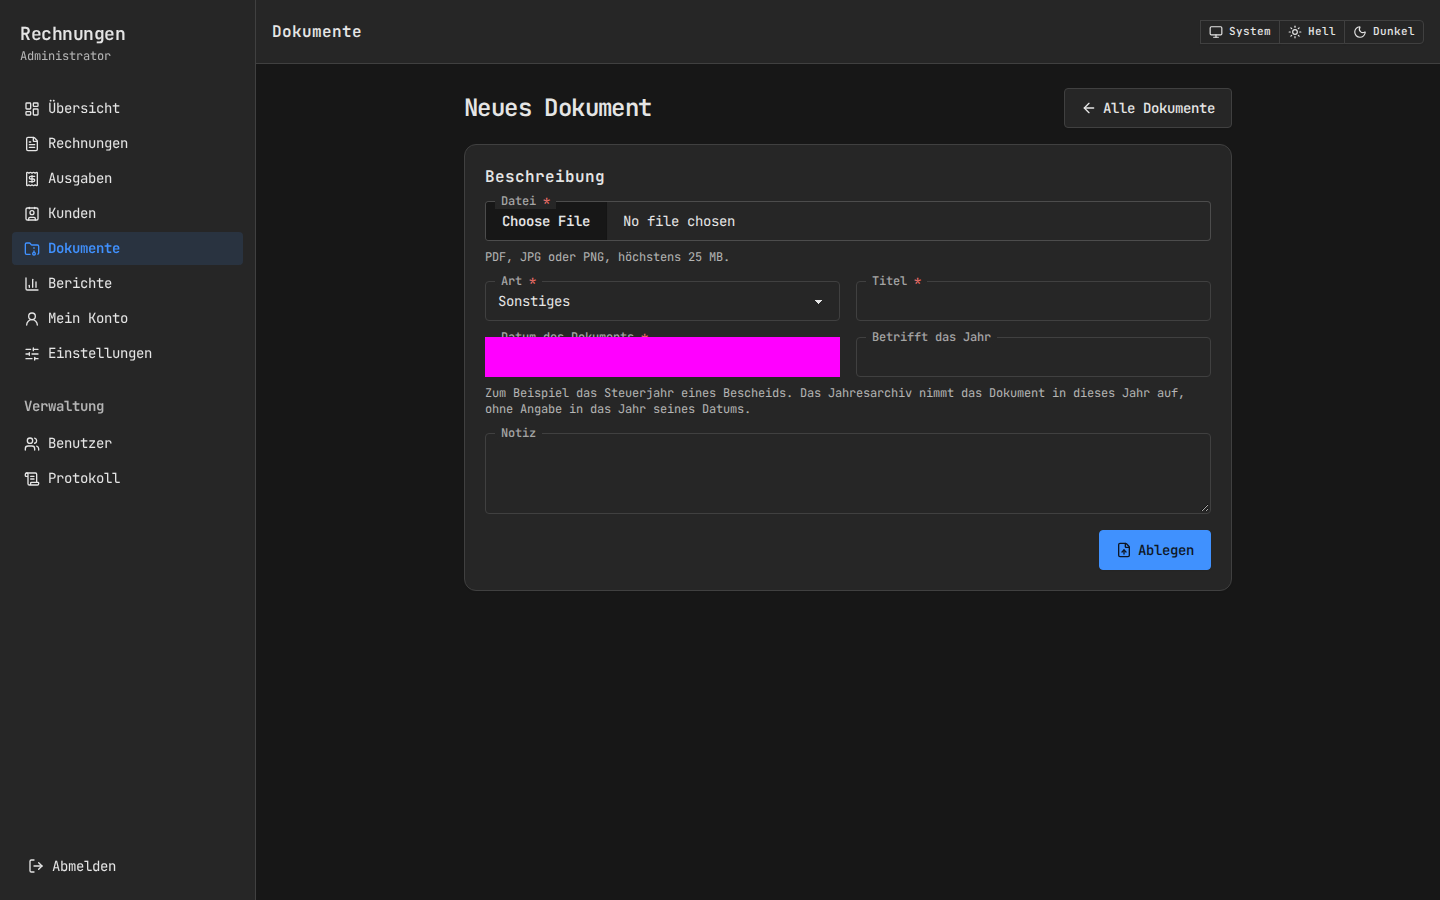 Rechnungen
Administrator
Übersicht
Rechnungen
Ausgaben
Kunden
Dokumente
Berichte
Mein Konto
Einstellungen
Verwaltung
Benutzer
Protokoll
Abmelden
Dokumente
System
Hell
Dunkel
Neues Dokument
Alle Dokumente
Beschreibung
Datei *
Choose File
No file chosen
PDF, JPG oder PNG, höchstens 25 MB.
Art *
Sonstiges
Titel *
Datum des Dokuments *
Betrifft das Jahr
Zum Beispiel das Steuerjahr eines Bescheids. Das Jahresarchiv nimmt das Dokument in dieses Jahr auf,
ohne Angabe in das Jahr seines Datums.
Notiz
Ablegen